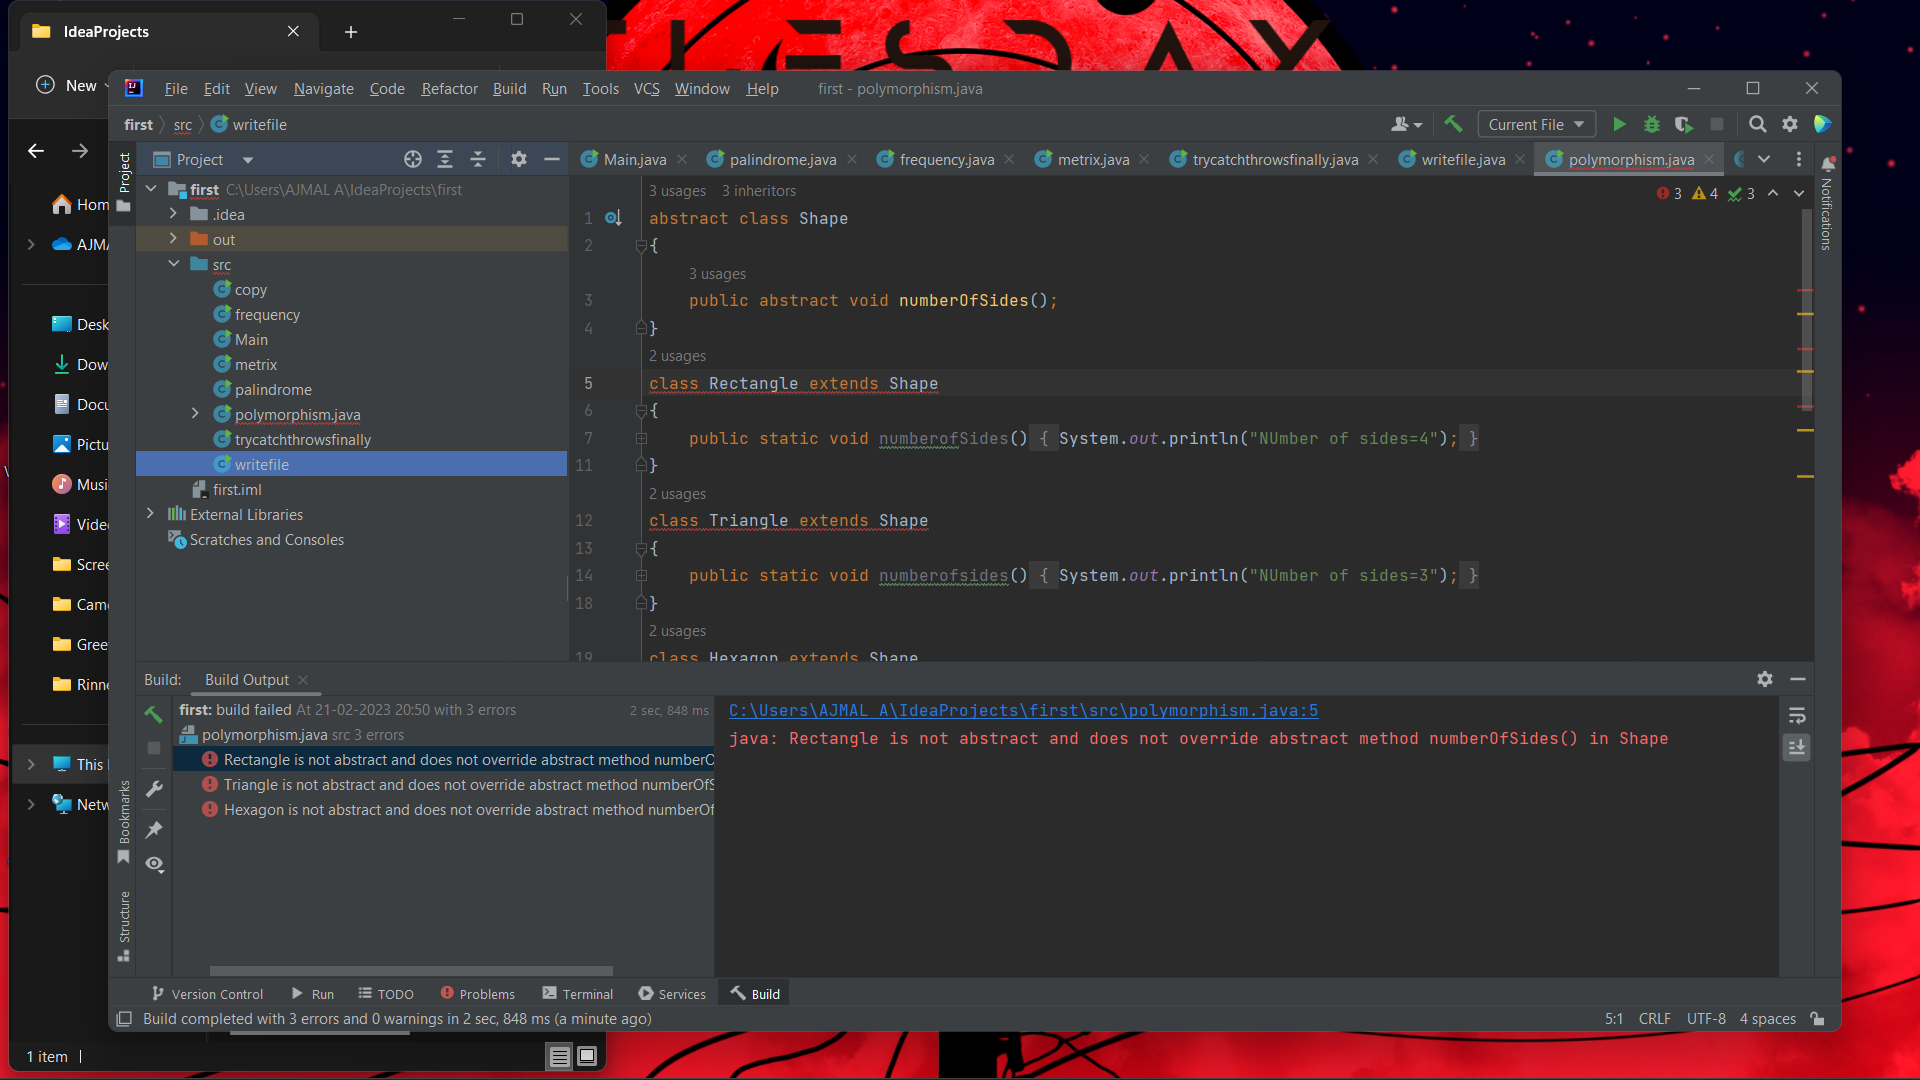 IdeaProjects
New
File Edit View Navigate Code Refactor Build Run Tools VCS Window Help first - polymorphism.java
first src writefile
Current File
Project
Project
Main.java palindrome.java frequency.java metrix.java trycatchthrowsfinally.java writefile.java polymorphism.java
Notifications
first C:\Users\AJMAL A\IdeaProjects\first
.idea
out
src
copy
frequency
Main
metrix
palindrome
polymorphism.java
trycatchthrowsfinally
writefile
first.iml
External Libraries
Scratches and Consoles
3 usages 3 inheritors
3 4 3
1 abstract class Shape
2 {
3 usages
3 public abstract void numberOfSides();
4 }
2 usages
5 class Rectangle extends Shape
6 {
7 public static void numberofSides() { System.out.println("NUmber of sides=4"); }
11 }
2 usages
12 class Triangle extends Shape
13 {
14 public static void numberofsides() { System.out.println("NUmber of sides=3"); }
18 }
2 usages
19 class Hexagon extends Shape
Hom
AJMA
Desk
Dow
Docu
Pictu
Musi
Vide
Scree
Cam
Gree
Rinn
This
Netw
Build: Build Output
first: build failed At 21-02-2023 20:50 with 3 errors 2 sec, 848 ms
polymorphism.java src 3 errors
Rectangle is not abstract and does not override abstract method numberO
Triangle is not abstract and does not override abstract method numberOfS
Hexagon is not abstract and does not override abstract method numberOf
C:\Users\AJMAL A\IdeaProjects\first\src\polymorphism.java:5
java: Rectangle is not abstract and does not override abstract method numberOfSides() in Shape
Bookmarks
Structure
Version Control Run TODO Problems Terminal Services Build
Build completed with 3 errors and 0 warnings in 2 sec, 848 ms (a minute ago)
5:1 CRLF UTF-8 4 spaces
1 item